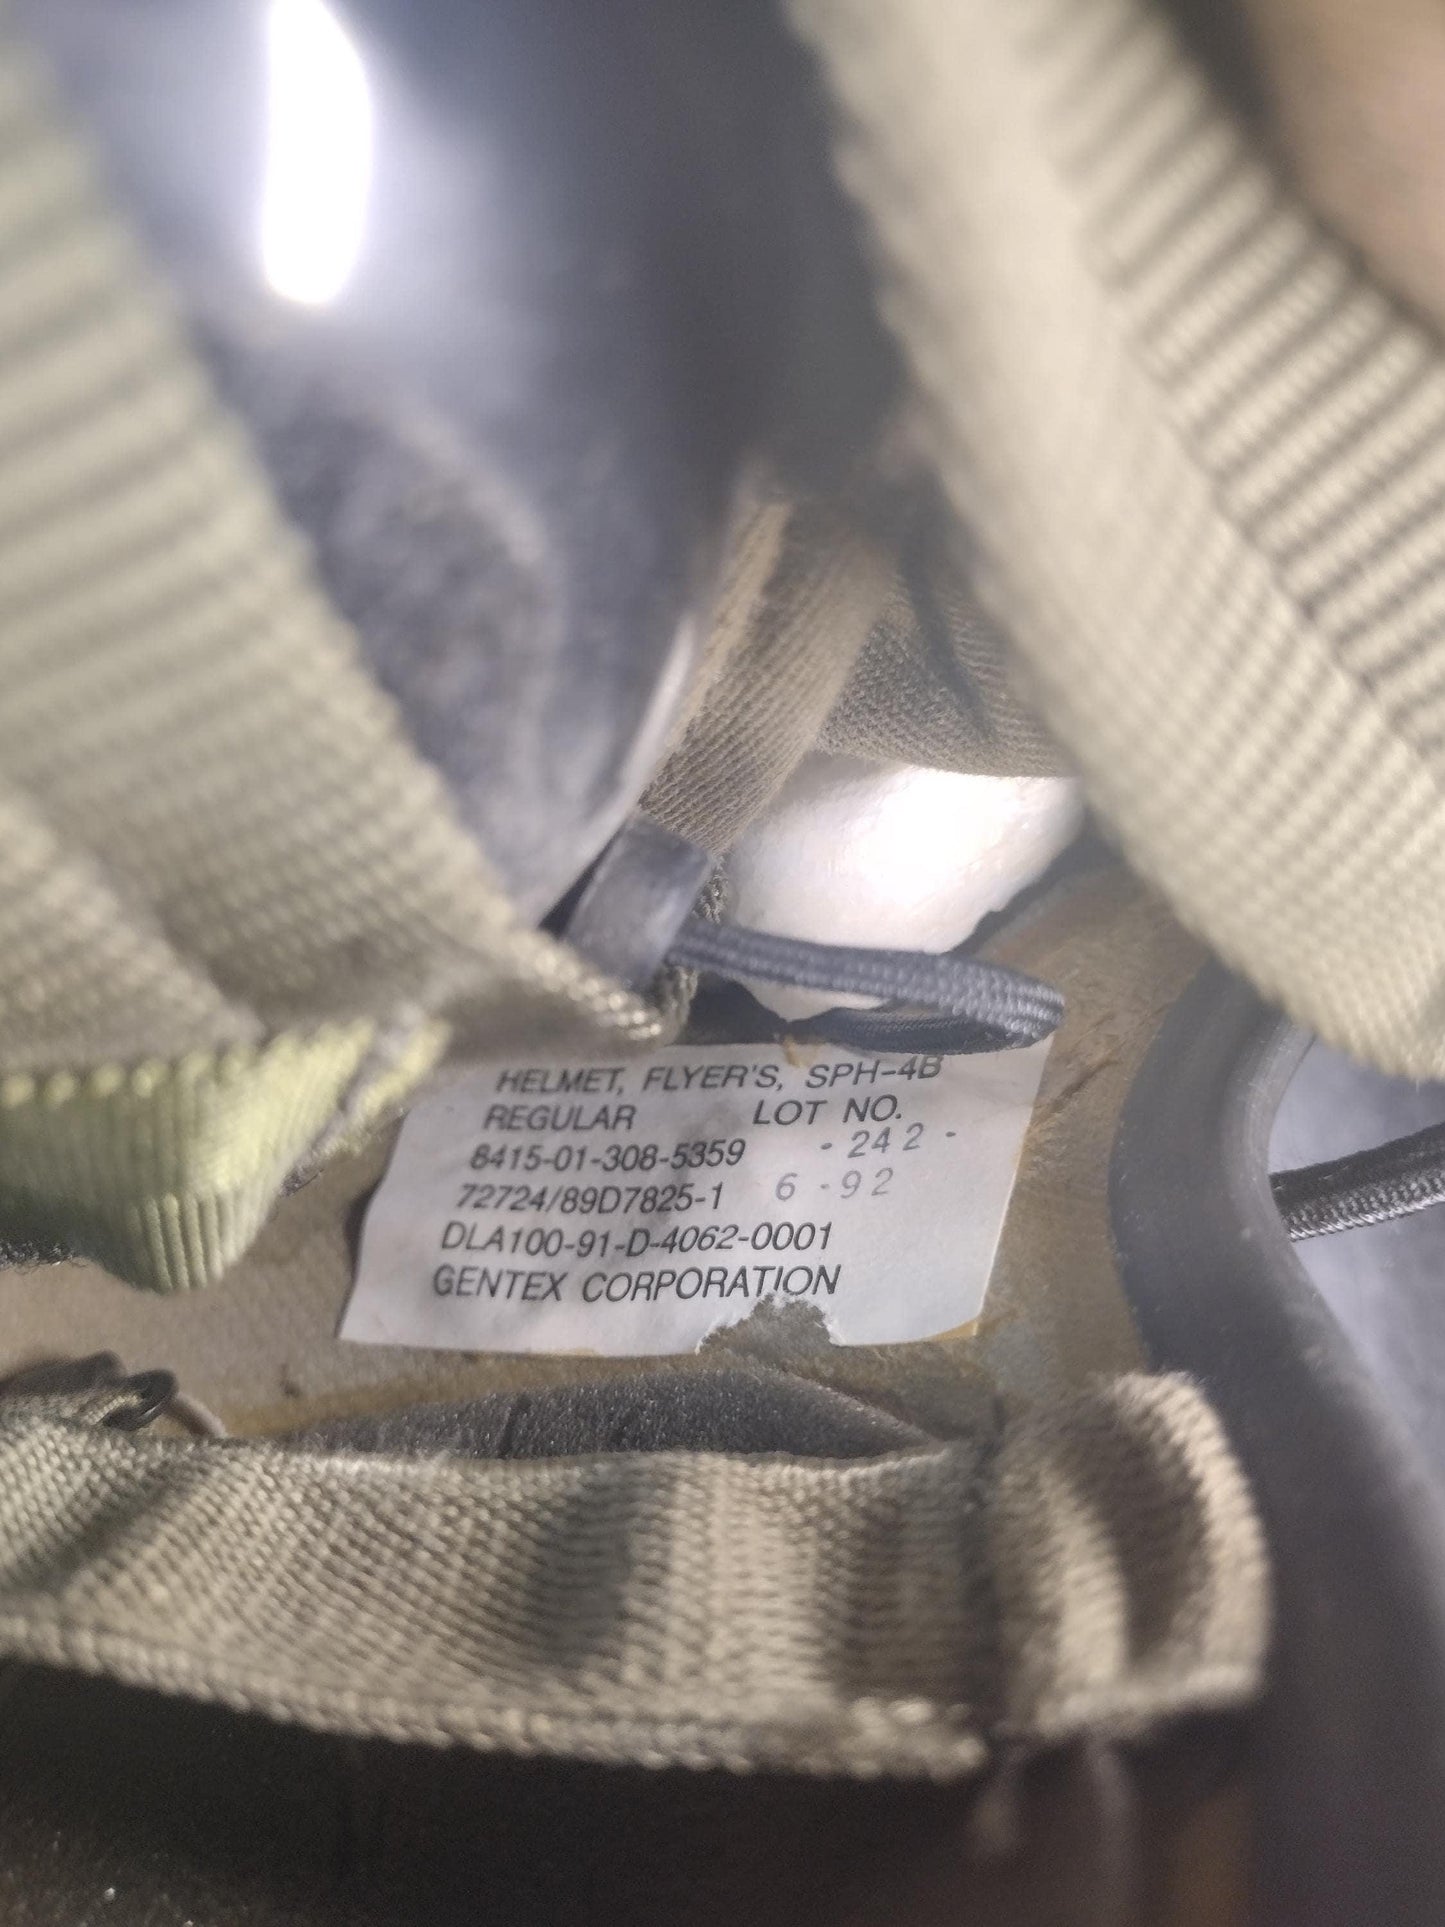 HELMET, FLYER'S, SPH-4B
REGULAR LOT NO.
8415-01-308-5359 - 242 -
72724/89D7825-1 6 - 92
DLA100-91-D-4062-0001
GENTEX CORPORATION